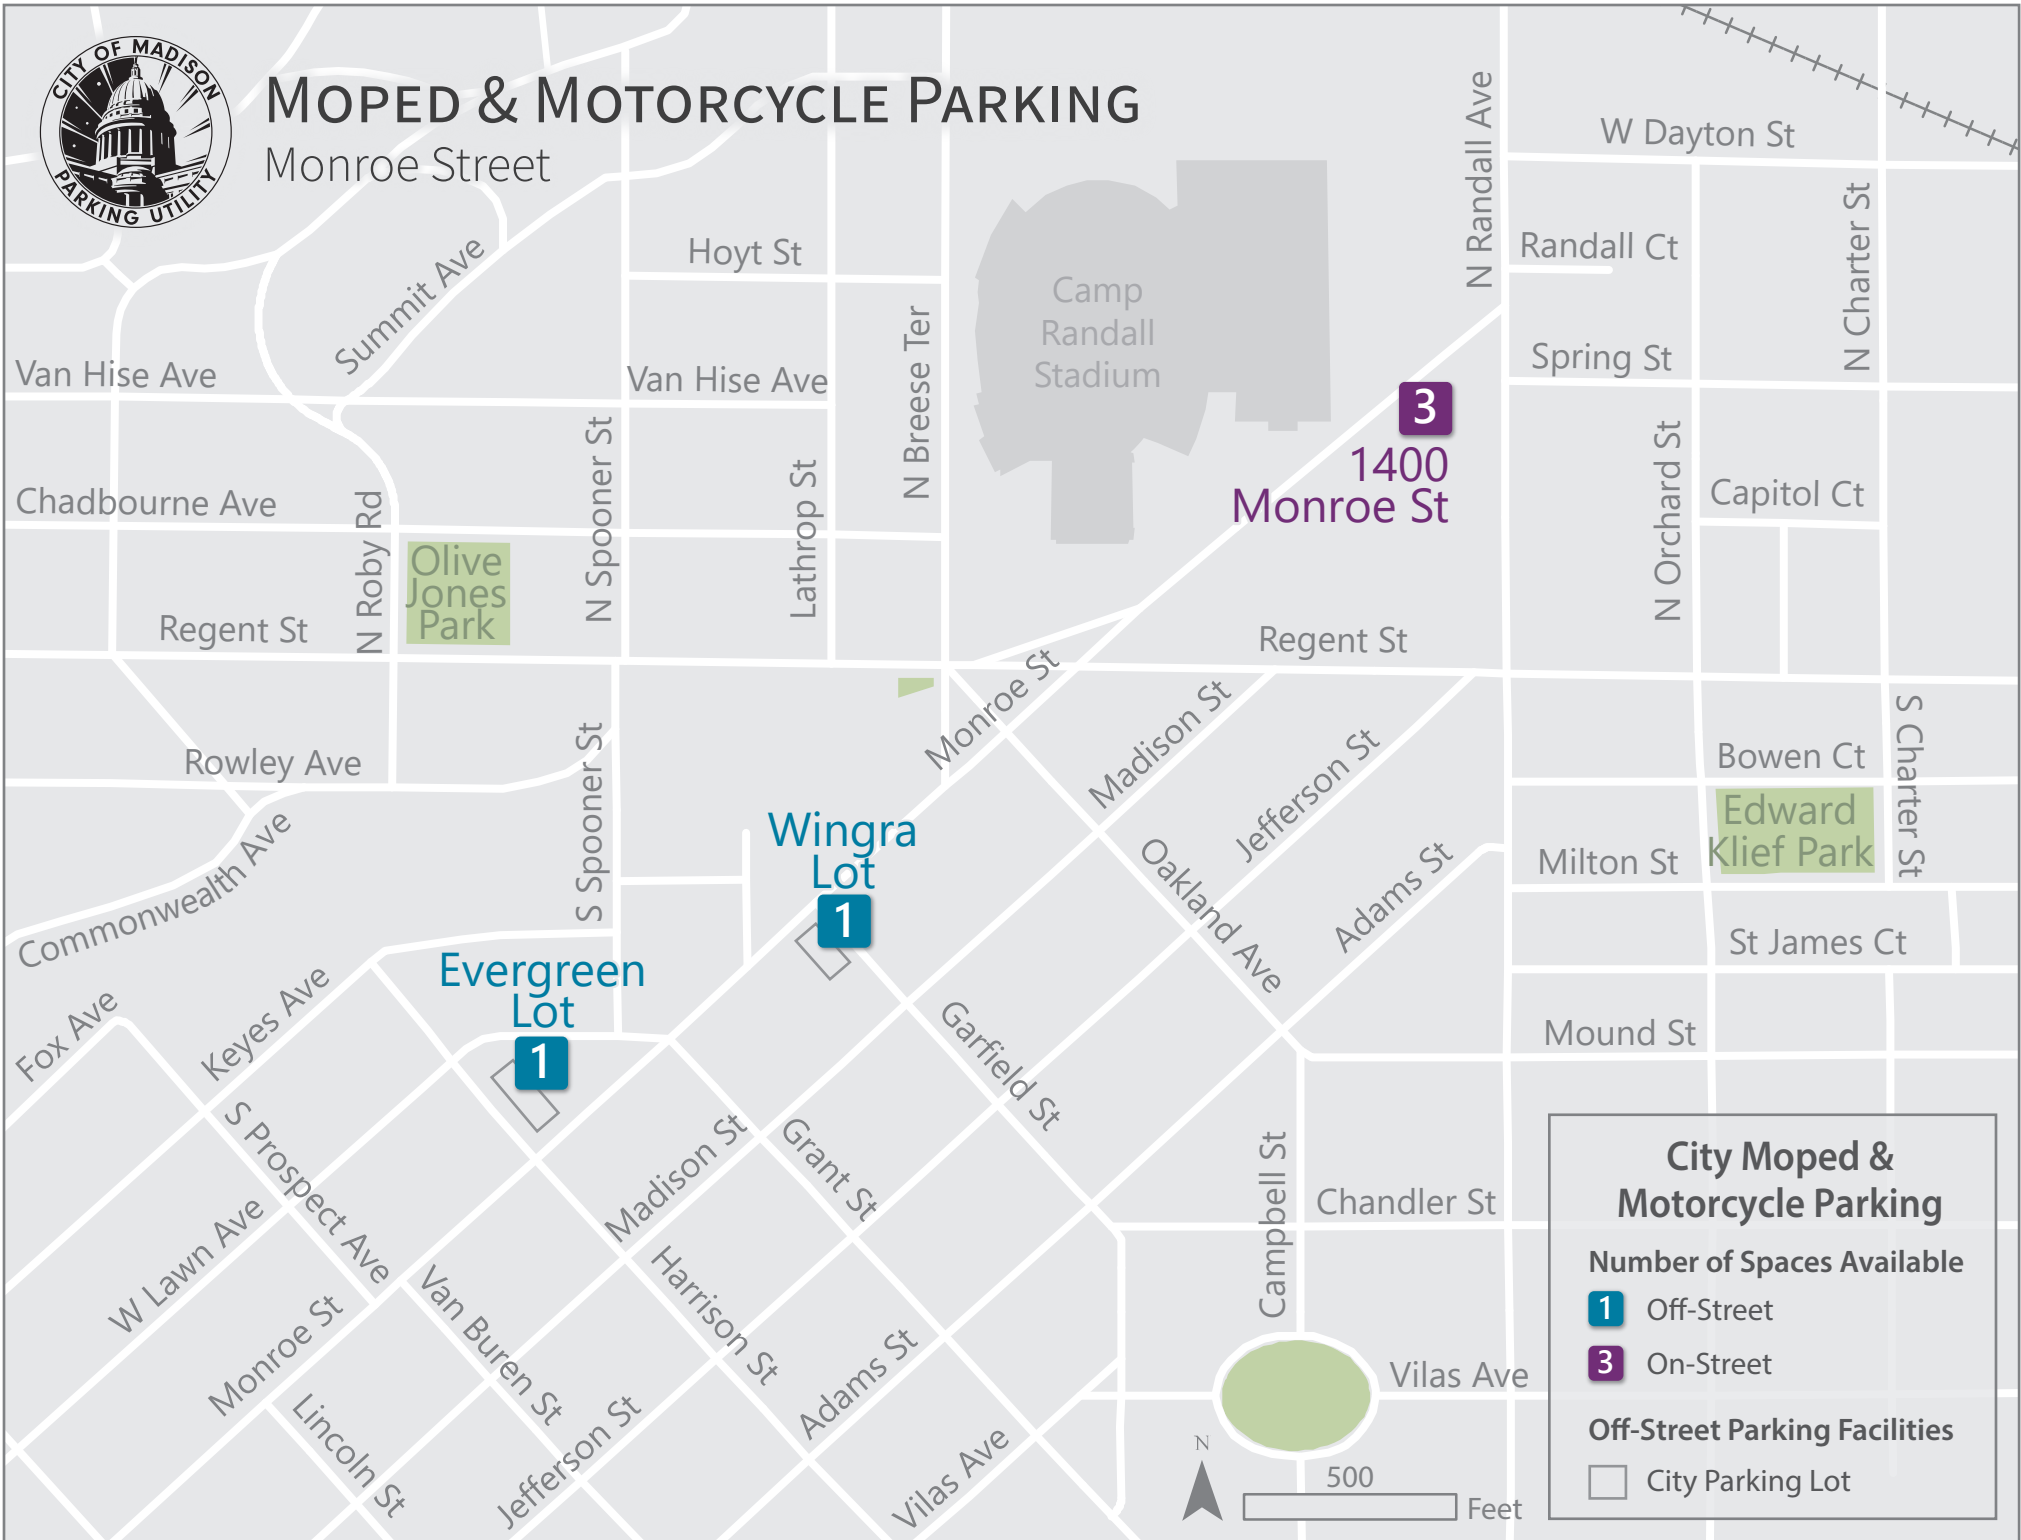 CITY OF MADISON
PARKING UTILITY
MOPED & MOTORCYCLE PARKING
Monroe Street
N Randall Ave
W Dayton St
N Charter St
Randall Ct
Hoyt St
Summit Ave
Camp
Randall
Stadium
N Breese Ter
Spring St
Van Hise Ave
Van Hise Ave
3
1400
Monroe St
N Spooner St
Lathrop St
N Orchard St
Capitol Ct
Chadbourne Ave
N Roby Rd
Olive
Jones
Park
Regent St
Regent St
Monroe St
Madison St
Jefferson St
S Charter St
Bowen Ct
Rowley Ave
S Spooner St
Edward
Klief Park
Wingra
Lot
1
Oakland Ave
Adams St
Milton St
Commonwealth Ave
St James Ct
Evergreen
Lot
1
Fox Ave
Keyes Ave
Garfield St
Mound St
S Prospect Ave
Madison St
Grant St
Campbell St
Chandler St
W Lawn Ave
Monroe St
Van Buren St
Harrison St
Adams St
Vilas Ave
Lincoln St
Jefferson St
Vilas Ave
N
500
Feet
City Moped &
Motorcycle Parking
Number of Spaces Available
1 Off-Street
3 On-Street
Off-Street Parking Facilities
City Parking Lot